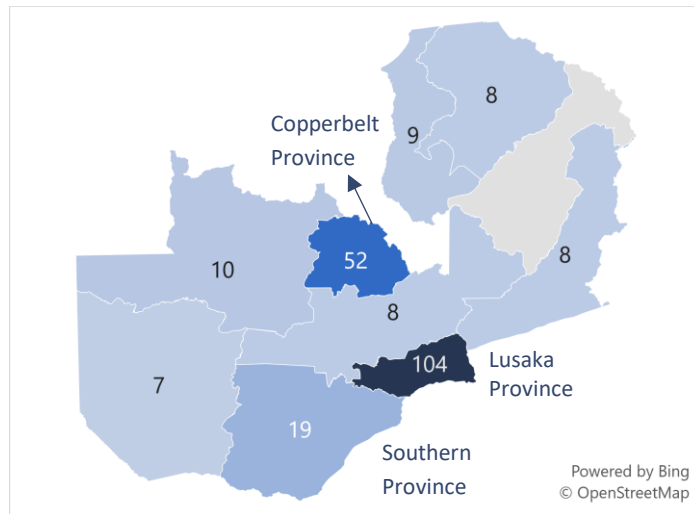 8
Copperbelt
Province
9
52
8
10
8
104
Lusaka
Province
7
19
Southern
Province
Powered by Bing
© OpenStreetMap